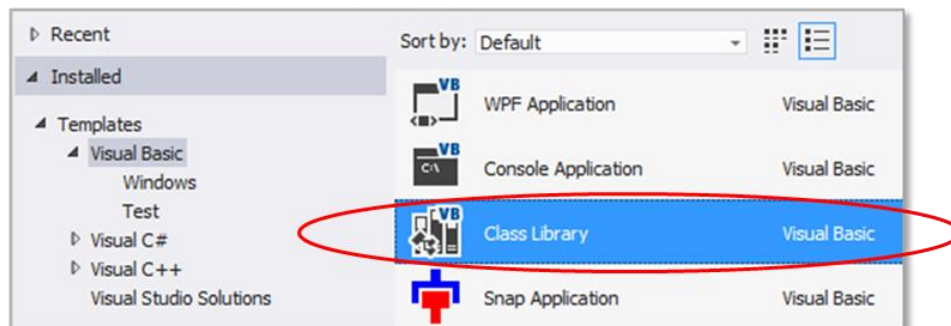 Recent
Installed
Templates
Visual Basic
Windows
Test
Visual C#
Visual C++
Visual Studio Solutions
Sort by: Default
VB
WPF Application Visual Basic
VB
C:\
Console Application Visual Basic
VB
Class Library Visual Basic
Snap Application Visual Basic